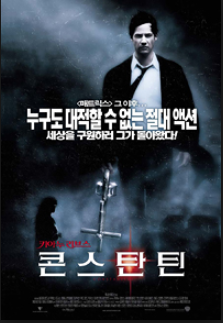 <매트릭스> 그 이후...
누구도 대적할 수 없는 절대 액션
세상을 구원하러 그가 돌아왔다!
키아누 리브스
콘스탄틴